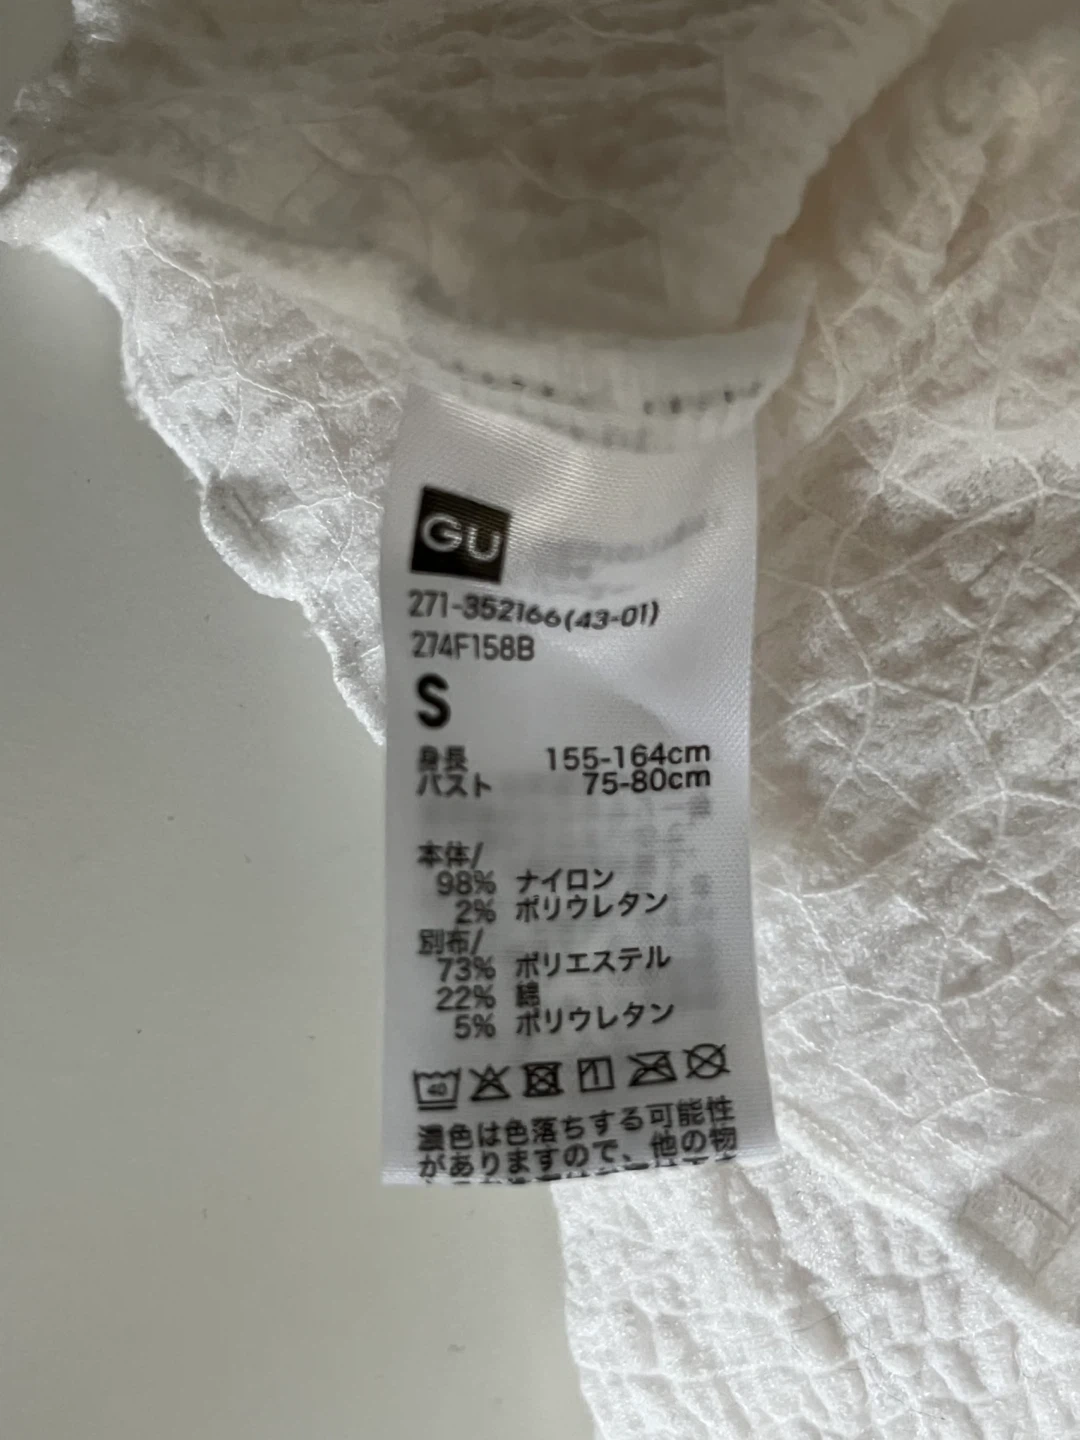 GU
271-352166(43-01)
274F158B
S
身長 155-164cm
バスト 75-80cm
本体/
98% ナイロン
2% ポリウレタン
別布/
73% ポリエステル
22% 綿
5% ポリウレタン
40
濃色は色落ちする可能性
がありますので、他の物